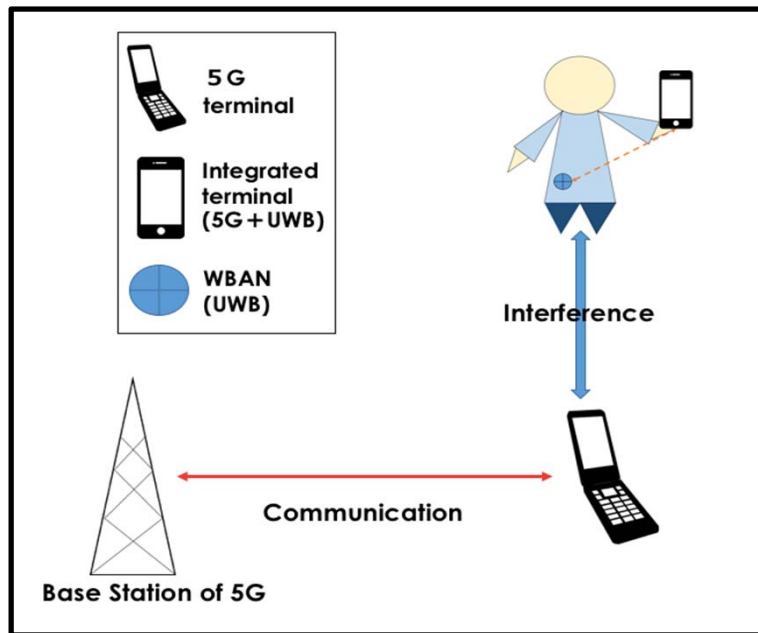 5G
terminal
Integrated
terminal
(5G+UWB)
WBAN
(UWB)
Interference
Communication
Base Station of 5G